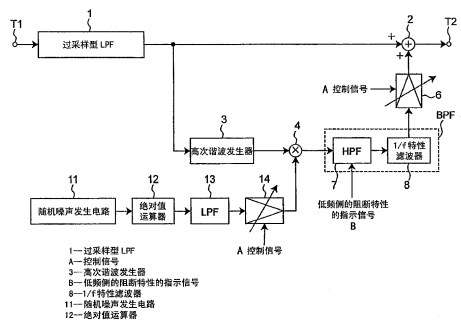 T1
1
过采样型 LPF
2
T2
+
+
A 控制信号
6
BPF
3
高次谐波发生器
4
HPF
1/f特性
滤波器
7
8
11
12
13
14
随机噪声发生电路
绝对值
运算器
LPF
低频侧的阻断特性
的指示信号
B
A 控制信号
1---过采样型 LPF
A---控制信号
3---高次谐波发生器
B---低频侧的阻断特性的指示信号
8---1/f特性滤波器
11---随机噪声发生电路
12---绝对值运算器